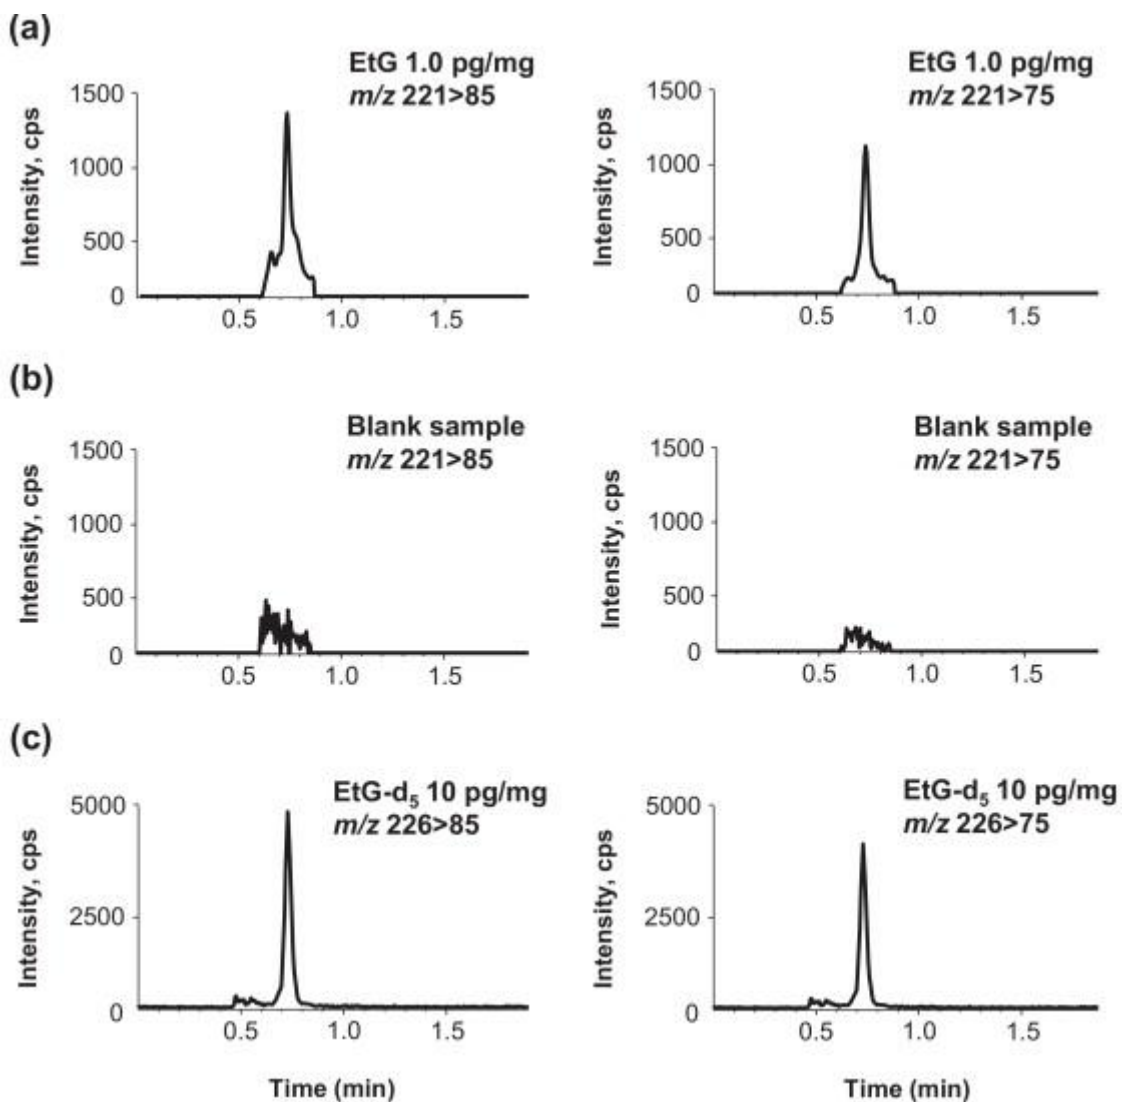 (a)
EtG 1.0 pg/mg
m/z 221>85
Intensity, cps
1500
1000
500
0
0.5 1.0 1.5
EtG 1.0 pg/mg
m/z 221>75
Intensity, cps
1500
1000
500
0
0.5 1.0 1.5
(b)
Blank sample
m/z 221>85
Intensity, cps
1500
1000
500
0
0.5 1.0 1.5
Blank sample
m/z 221>75
Intensity, cps
1500
1000
500
0
0.5 1.0 1.5
(c)
EtG-d₅ 10 pg/mg
m/z 226>85
Intensity, cps
5000
2500
0
0.5 1.0 1.5
Time (min)
EtG-d₅ 10 pg/mg
m/z 226>75
Intensity, cps
5000
2500
0
0.5 1.0 1.5
Time (min)